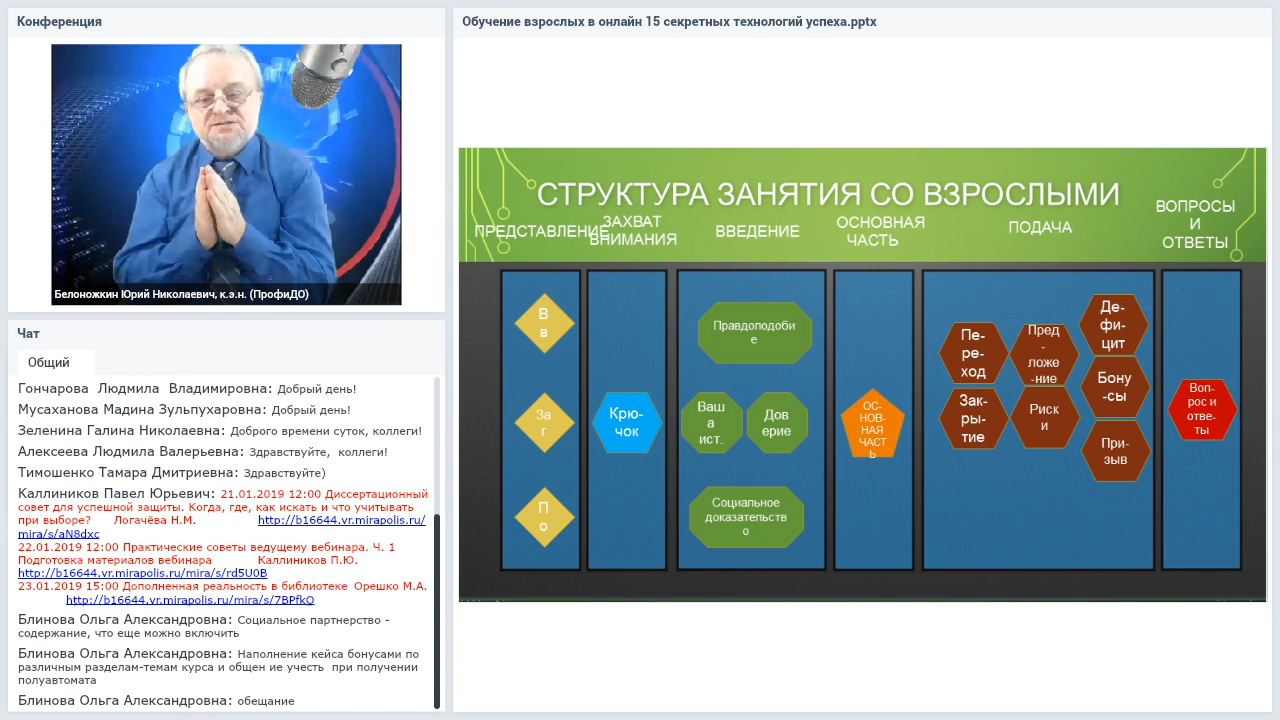 Конференция
Белоножкин Юрий Николаевич, к.э.н. (ПрофиДО)
Чат
Общий
Гончарова Людмила Владимировна: Добрый день!
Мусаханова Мадина Зульпухаровна: Добрый день!
Зеленина Галина Николаевна: Доброго времени суток, коллеги!
Алексеева Людмила Валерьевна: Здравствуйте, коллеги!
Тимошенко Тамара Дмитриевна: Здравствуйте)
Каллиников Павел Юрьевич: 21.01.2019 12:00 Диссертационный
совет для успешной защиты. Когда, где, как искать и что учитывать
при выборе? Логачёва Н.М. http://b16644.vr.mirapolis.ru/
mira/s/aN8dxc
22.01.2019 12:00 Практические советы ведущему вебинара. Ч. 1
Подготовка материалов вебинара Каллиников П.Ю.
http://b16644.vr.mirapolis.ru/mira/s/rd5U0B
23.01.2019 15:00 Дополненная реальность в библиотеке Орешко М.А.
http://b16644.vr.mirapolis.ru/mira/s/7BPfkO
Блинова Ольга Александровна: Социальное партнерство -
содержание, что еще можно включить
Блинова Ольга Александровна: Наполнение кейса бонусами по
различным разделам-темам курса и общен ие учесть при получении
полуавтомата
Блинова Ольга Александровна: обещание
Обучение взрослых в онлайн 15 секретных технологий успеха.pptx
СТРУКТУРА ЗАНЯТИЯ СО ВЗРОСЛЫМИ
ПРЕДСТАВЛЕНИЕ
ЗАХВАТ
ВНИМАНИЯ
ВВЕДЕНИЕ
ОСНОВНАЯ
ЧАСТЬ
ПОДАЧА
ВОПРОСЫ
И
ОТВЕТЫ
В
в
За
г
П
о
Крю-
чок
Правдоподоби
е
Ваш
а
ист.
Дов
ерие
Социальное
доказательств
о
ОС-
НОВ-
НАЯ
ЧАСТ
Ь
Пе-
ре-
ход
Зак-
ры-
тие
Пред
-
ложе
-ние
Риск
и
Де-
фи-
цит
Бону
-сы
При-
зыв
Воп-
рос и
отве-
ты